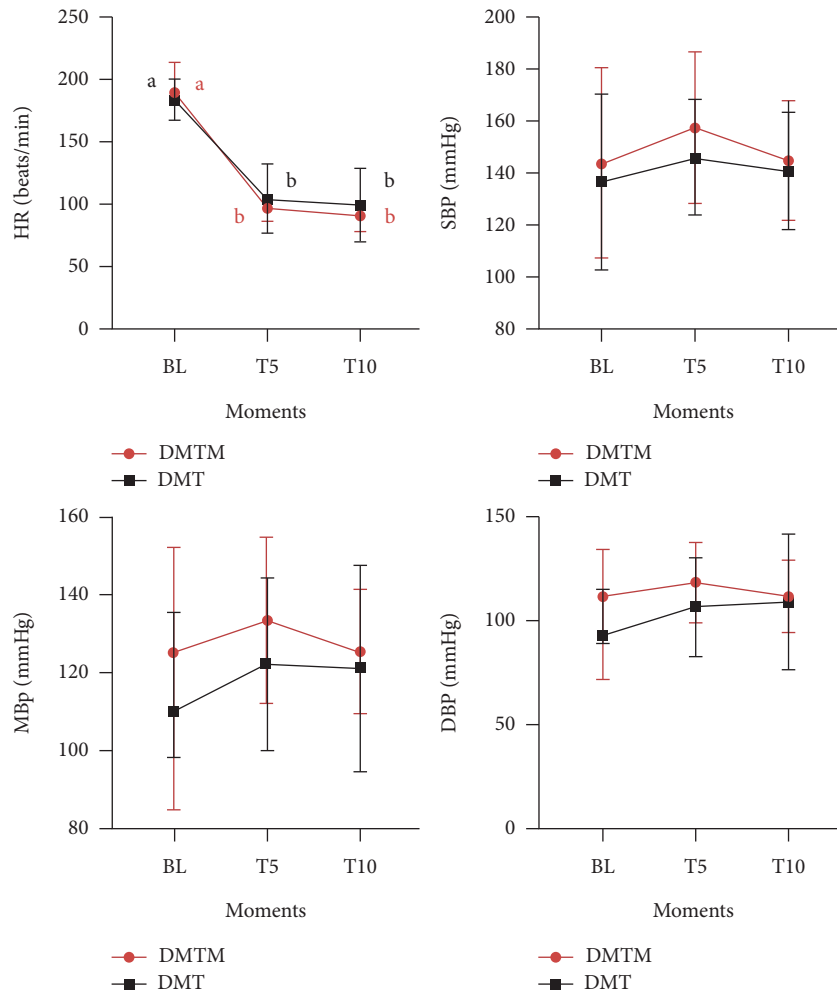 HR (beats/min)
250
200
150
100
50
0
a
a
b
b
b
b
BL
T5
T10
Moments
DMTM
DMT
SBP (mmHg)
200
180
160
140
120
100
80
BL
T5
T10
Moments
DMTM
DMT
MBp (mmHg)
160
140
120
100
80
BL
T5
T10
Moments
DMTM
DMT
DBP (mmHg)
150
100
50
0
BL
T5
T10
Moments
DMTM
DMT